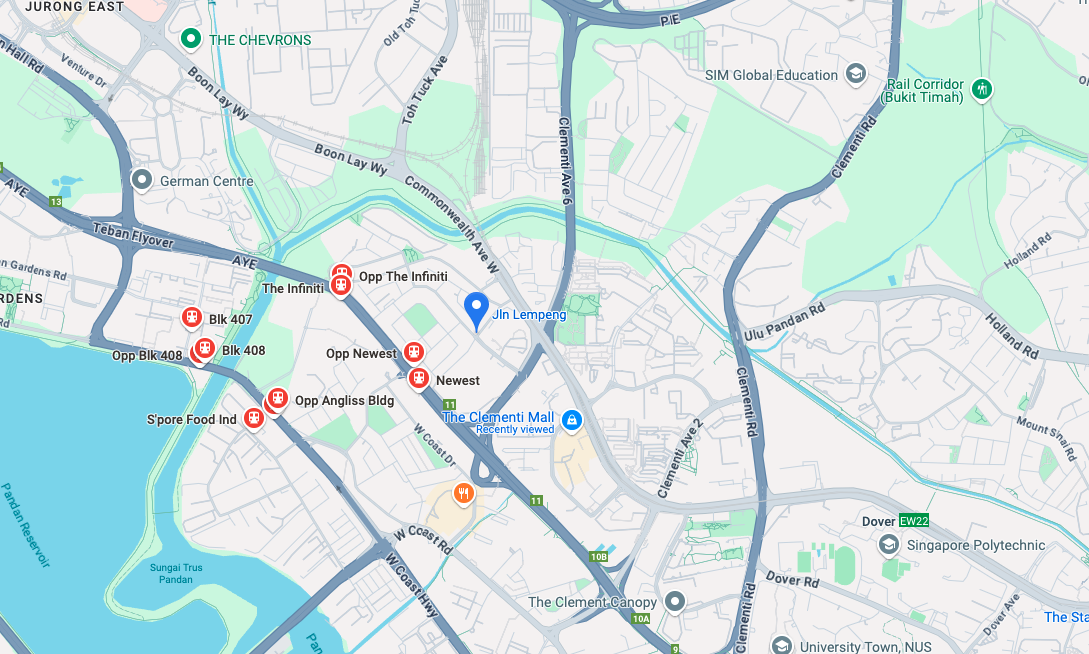 JURONG EAST
THE CHEVRONS
Old Toh Tuc
PIE
SIM Global Education
Rail Corridor
(Bukit Timah)
n Hall Rd
Venture Dr
Boon Lay Wy
Toh Tuck Ave
Clementi Ave 6
Clementi Rd
Boon Lay Wy
German Centre
Commonwealth Ave W
AYE
13
Teban Flyover
AYE
Holland Rd
n Gardens Rd
Opp The Infiniti
The Infiniti
RDENS
Jln Lempeng
Ulu Pandan Rd
Holland Rd
Blk 407
Rd
Opp Blk 408
Blk 408
Opp Newest
Newest
Clementi Rd
Opp Angliss Bldg
S'pore Food Ind
11
The Clementi Mall
Recently viewed
W Coast Dr
Clementi Ave 2
Mount Sinai Rd
Pandan Reservoir
11
Dover EW22
Singapore Polytechnic
W Coast Rd
W Coast Hwy
10B
Sungai Trus
Pandan
Dover Rd
The Clement Canopy
10A
Clementi Rd
Dover Ave
The Sta
Pan
9
University Town, NUS